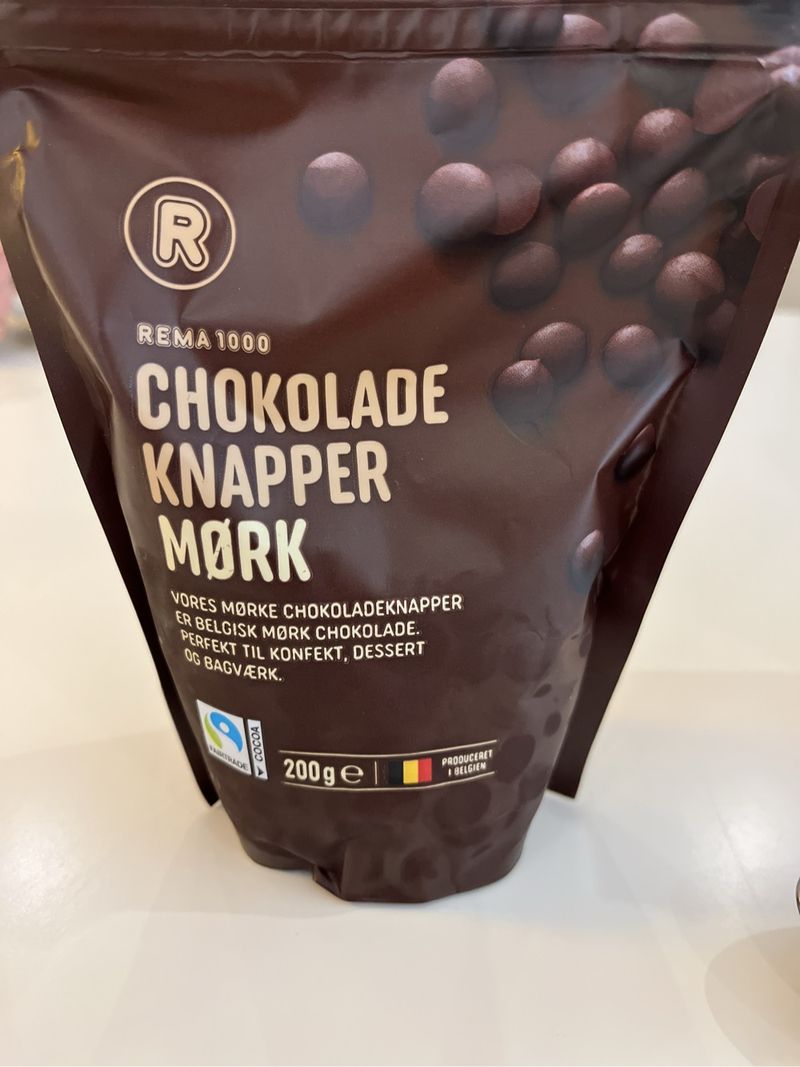 R
REMA 1000
CHOKOLADE
KNAPPER
MØRK
VORES MØRKE CHOKOLADEKNAPPER
ER BELGISK MØRK CHOKOLADE.
PERFEKT TIL KONFEKT, DESSERT
OG BAGVÆRK.
FAIRTRADE
COCOA
200g e
PRODUCERET
I BELGIEN